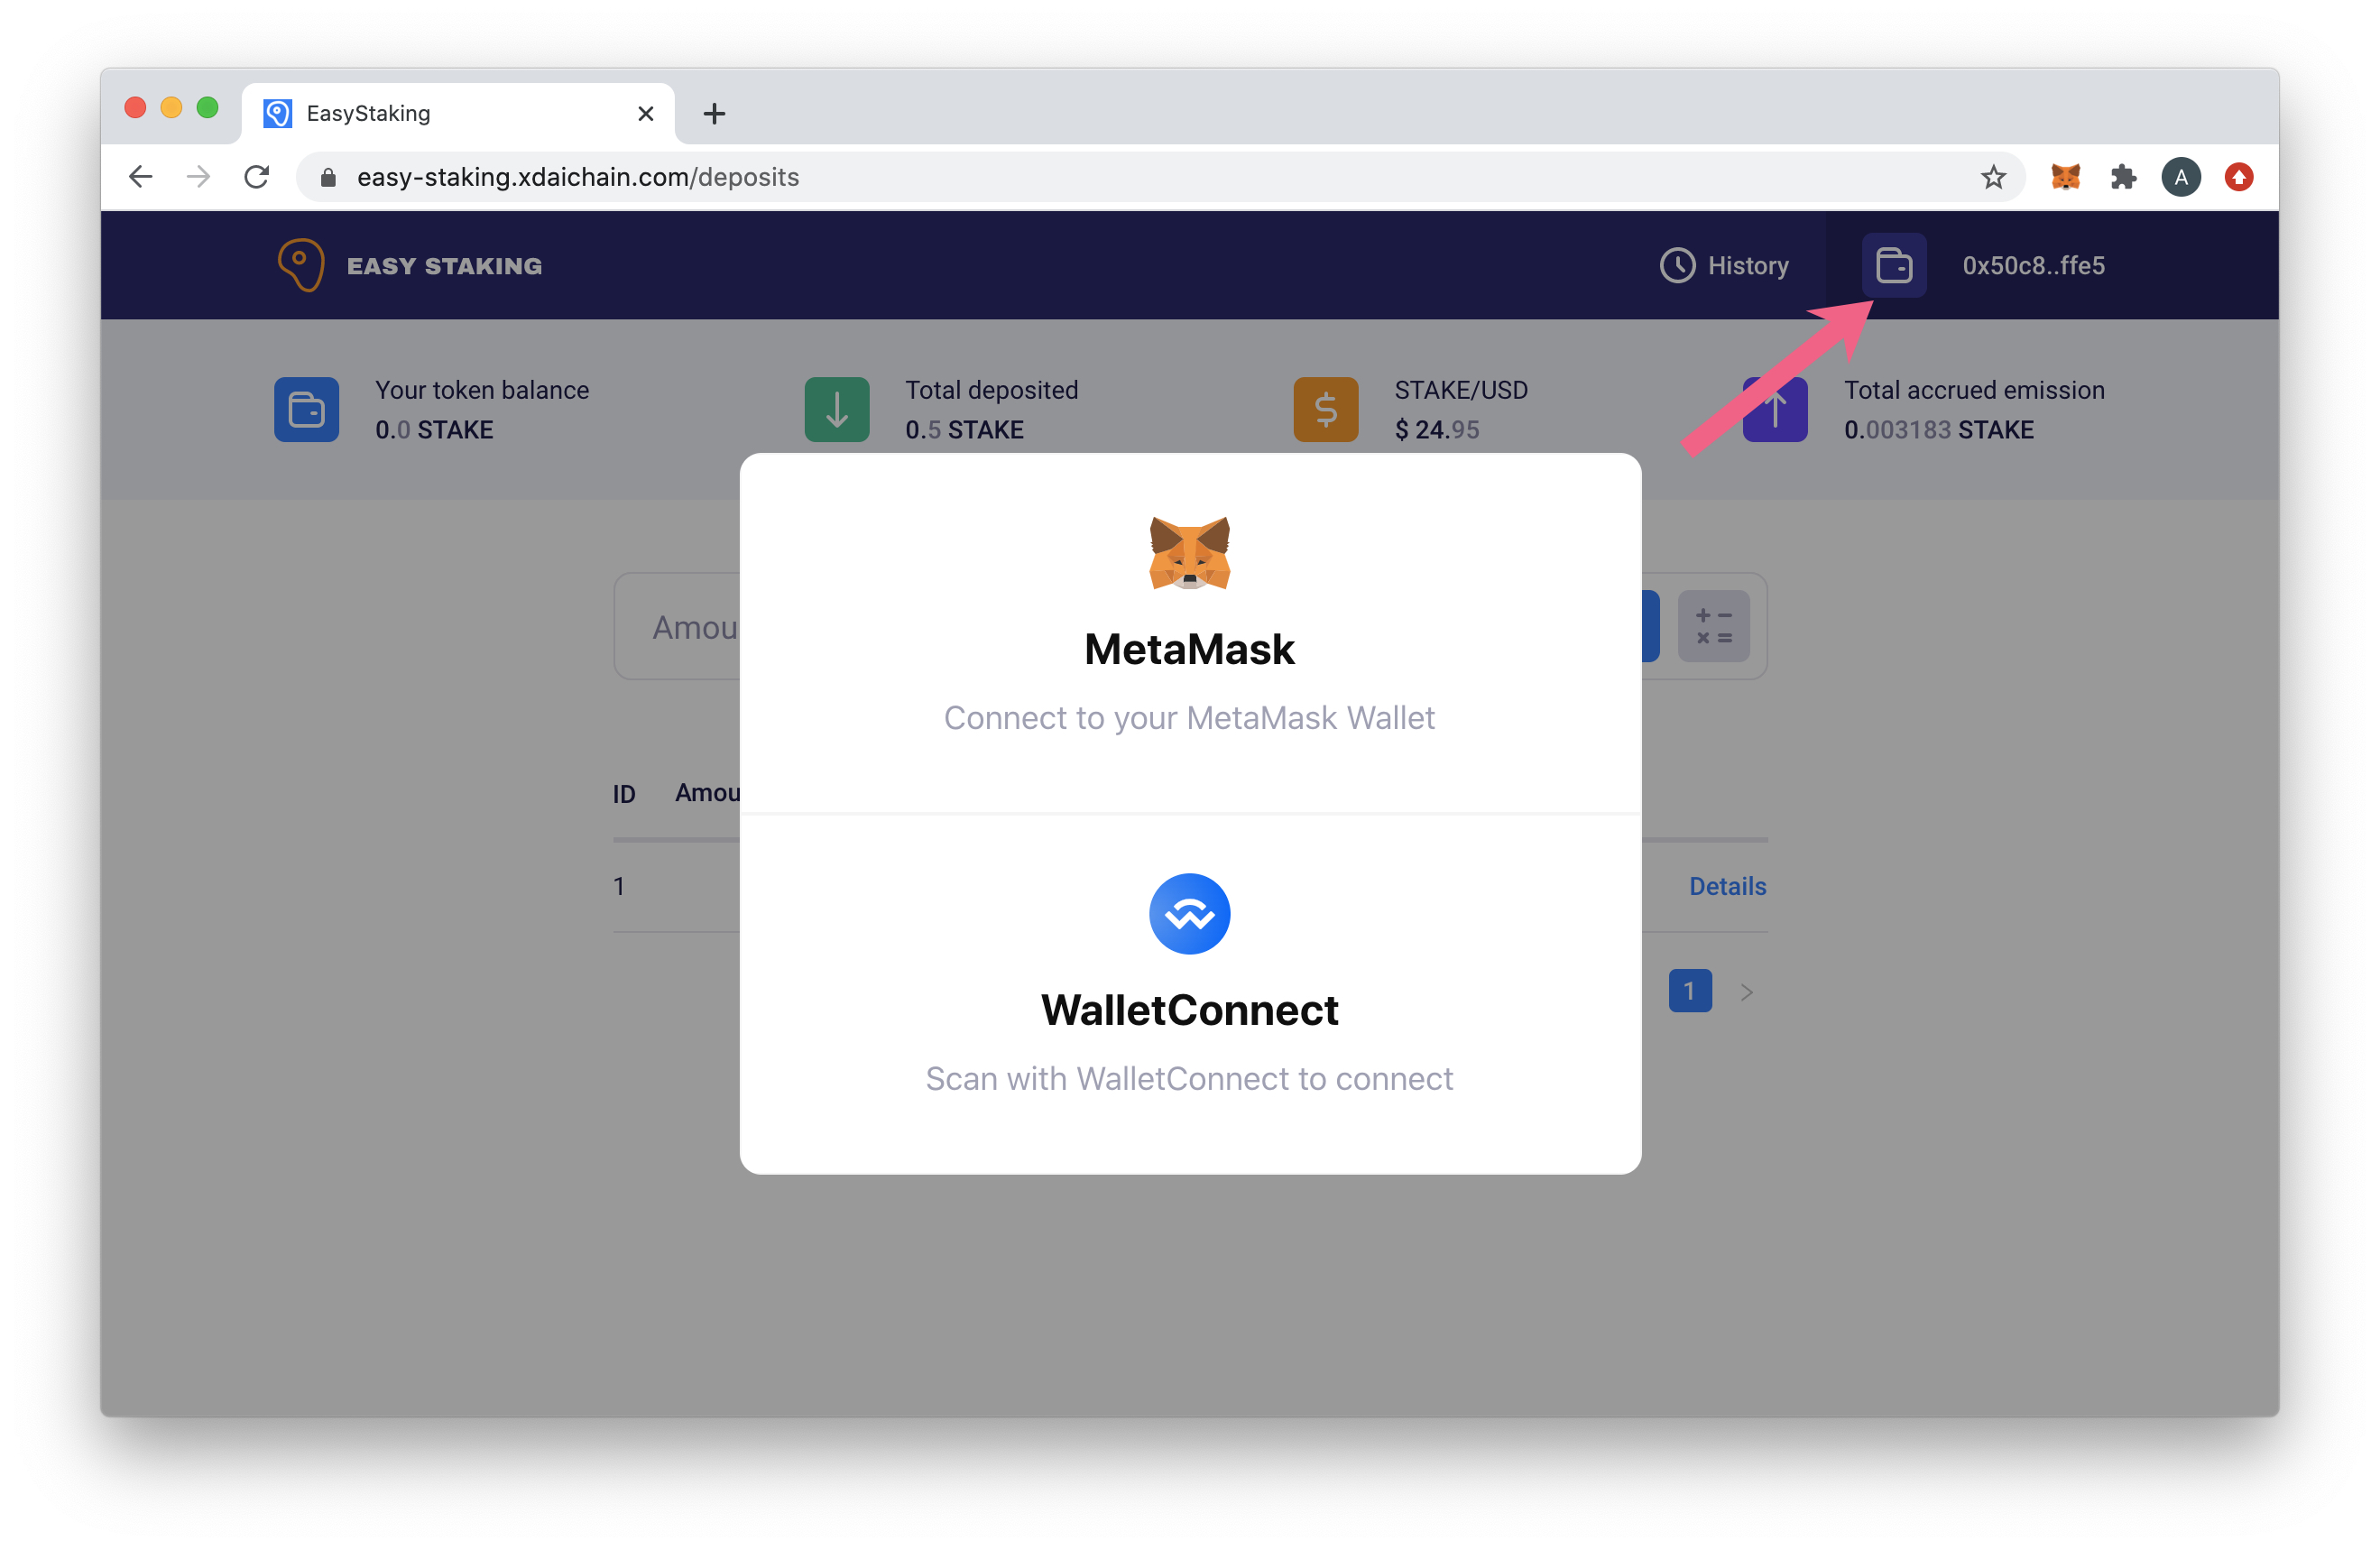 EasyStaking
easy-staking.xdaichain.com/deposits
A
EASY STAKING
History
0x50c8..ffe5
Your token balance
0.0 STAKE
Total deposited
0.5 STAKE
STAKE/USD
$ 24.95
Total accrued emission
0.003183 STAKE
Amou
MetaMask
Connect to your MetaMask Wallet
ID Amou
1
Details
WalletConnect
Scan with WalletConnect to connect
1